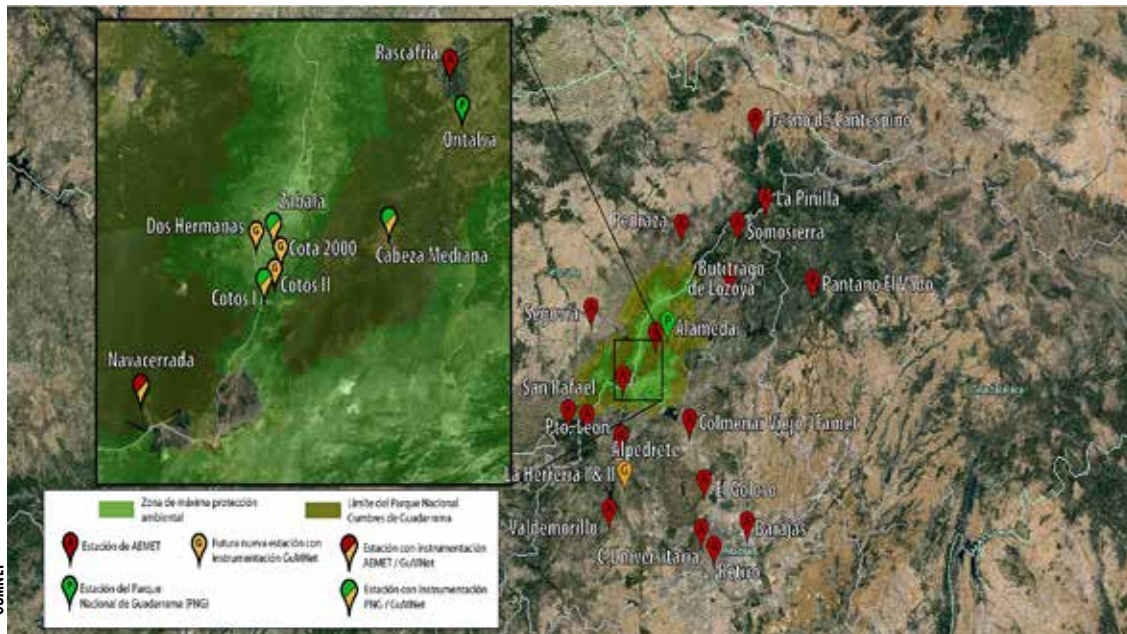 Rascafría
Ontalva
Zabala
Dos Hermanas
Cota 2000
Cabeza Mediana
Cotos I
Cotos II
Navacerrada
Fresno de Cantespino
La Pinilla
Pedraza
Somosierra
Buitrago
de Lozoya
Pantano El Vado
Segovia
Alameda
San Rafael
Pto. León
Colmenar Viejo
Alpedrete
La Herrería I & II
El Goloso
Valdemorillo
Barajas
C. Universitaria
Retiro
Zona de máxima protección
ambiental
Límite del Parque Nacional
Cumbres de Guadarrama
Estación de AEMET
Futura nueva estación con
instrumentación GuMNet
Estación con instrumentación
AEMET / GuMNet
Estación del Parque
Nacional de Guadarrama (PNG)
Estación con instrumentación
PNG / GuMNet
GUMNET